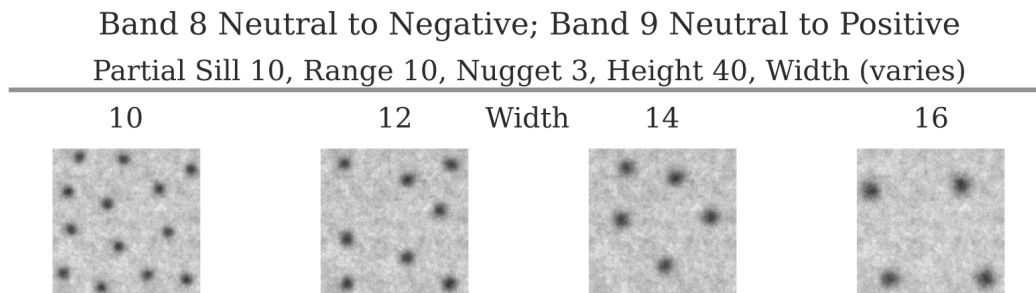 Band 8 Neutral to Negative; Band 9 Neutral to Positive
Partial Sill 10, Range 10, Nugget 3, Height 40, Width (varies)
10 12 Width 14 16